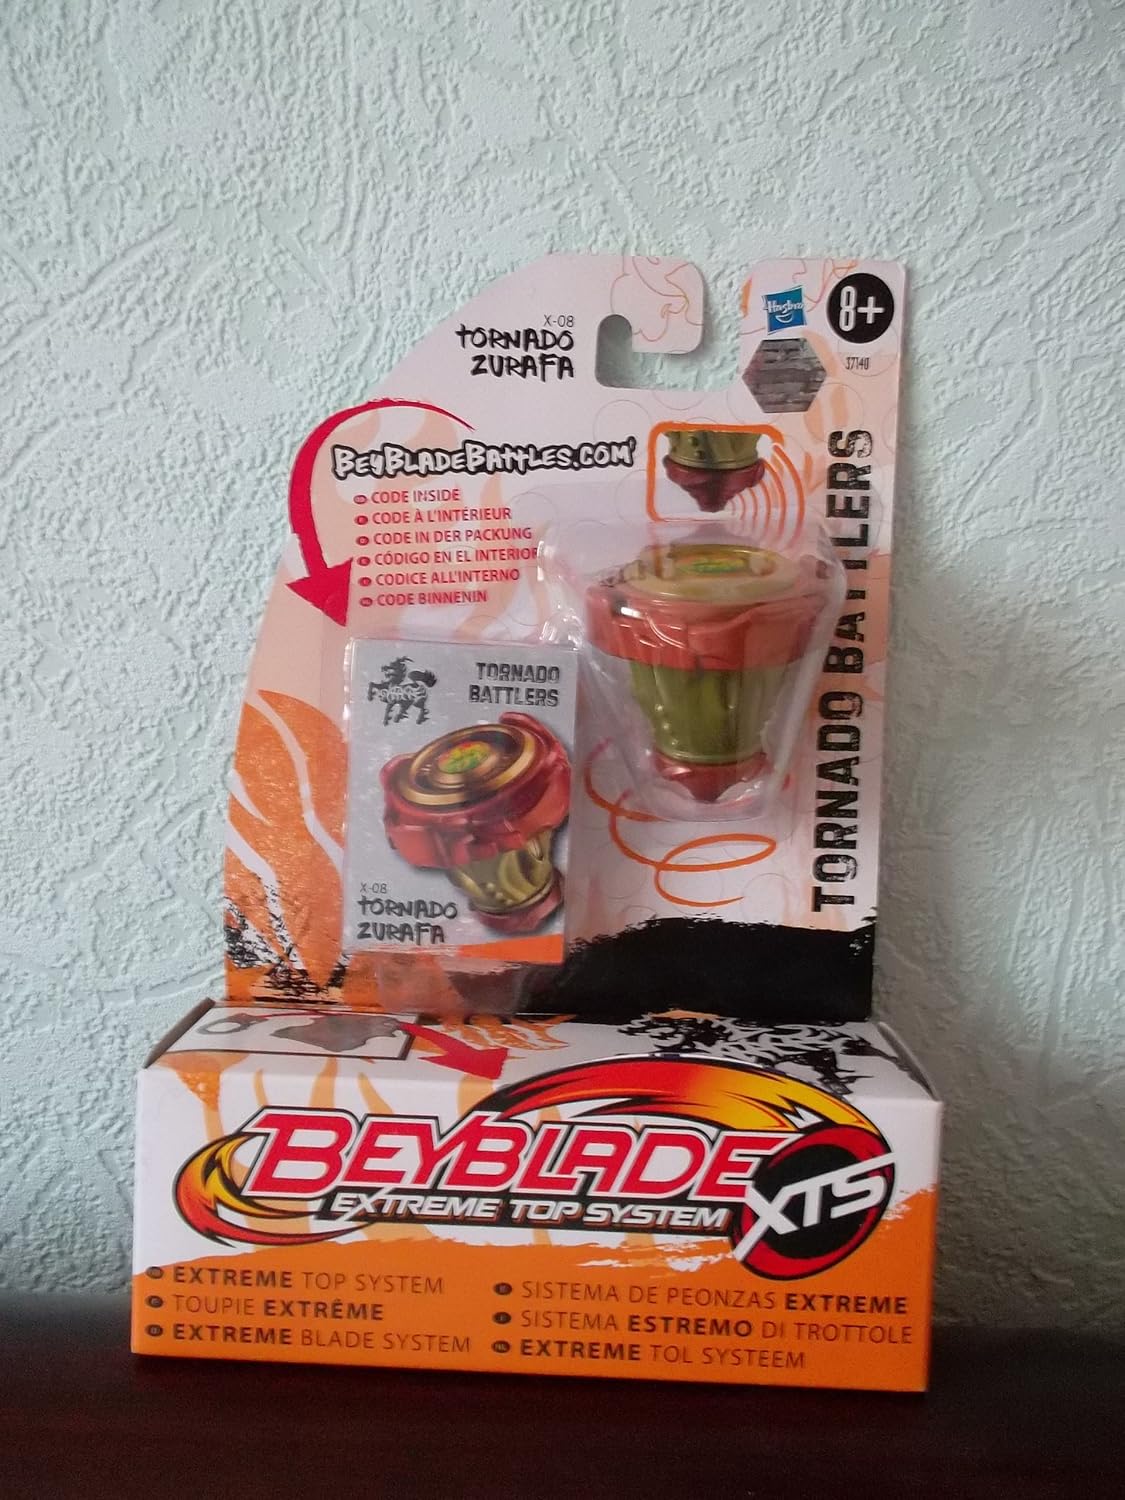 X-08
TORNADO
ZURAFA
Hasbro
8+
37140
BEYBLADEBATTLES.COM
CODE INSIDE
CODE À L'INTÉRIEUR
CODE IN DER PACKUNG
CÓDIGO EN EL INTERIOR
CODICE ALL'INTERNO
CODE BINNENIN
TORNADO BATTLERS
TORNADO
BATTLERS
X-08
TORNADO
ZURAFA
BEYBLADE
EXTREME TOP SYSTEM
XTS
EXTREME TOP SYSTEM
TOUPIE EXTRÊME
EXTREME BLADE SYSTEM
SISTEMA DE PEONZAS EXTREME
SISTEMA ESTREMO DI TROTTOLE
EXTREME TOL SYSTEEM